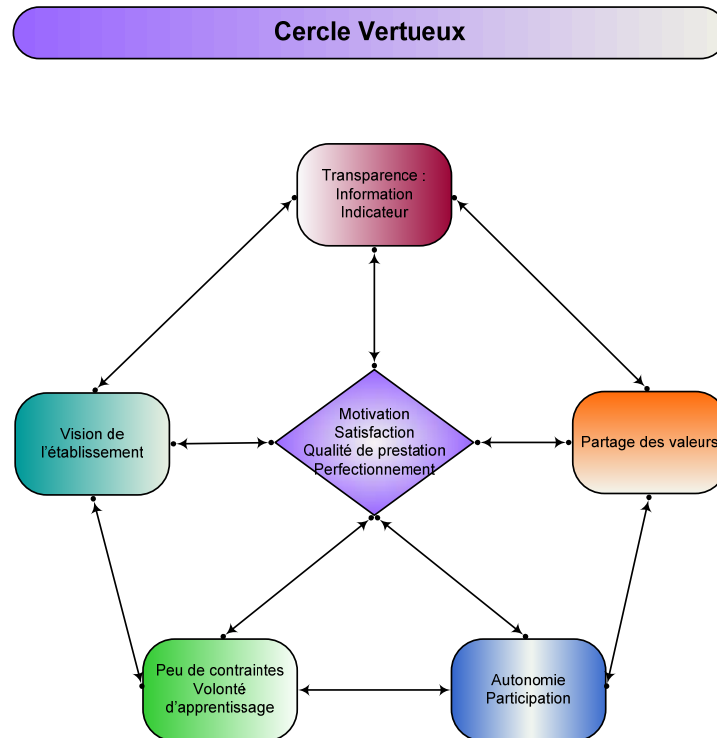 Cercle Vertueux
Transparence :
Information
Indicateur
Vision de
l’établissement
Motivation
Satisfaction
Qualité de prestation
Perfectionnement
Partage des valeurs
Peu de contraintes
Volonté
d’apprentissage
Autonomie
Participation